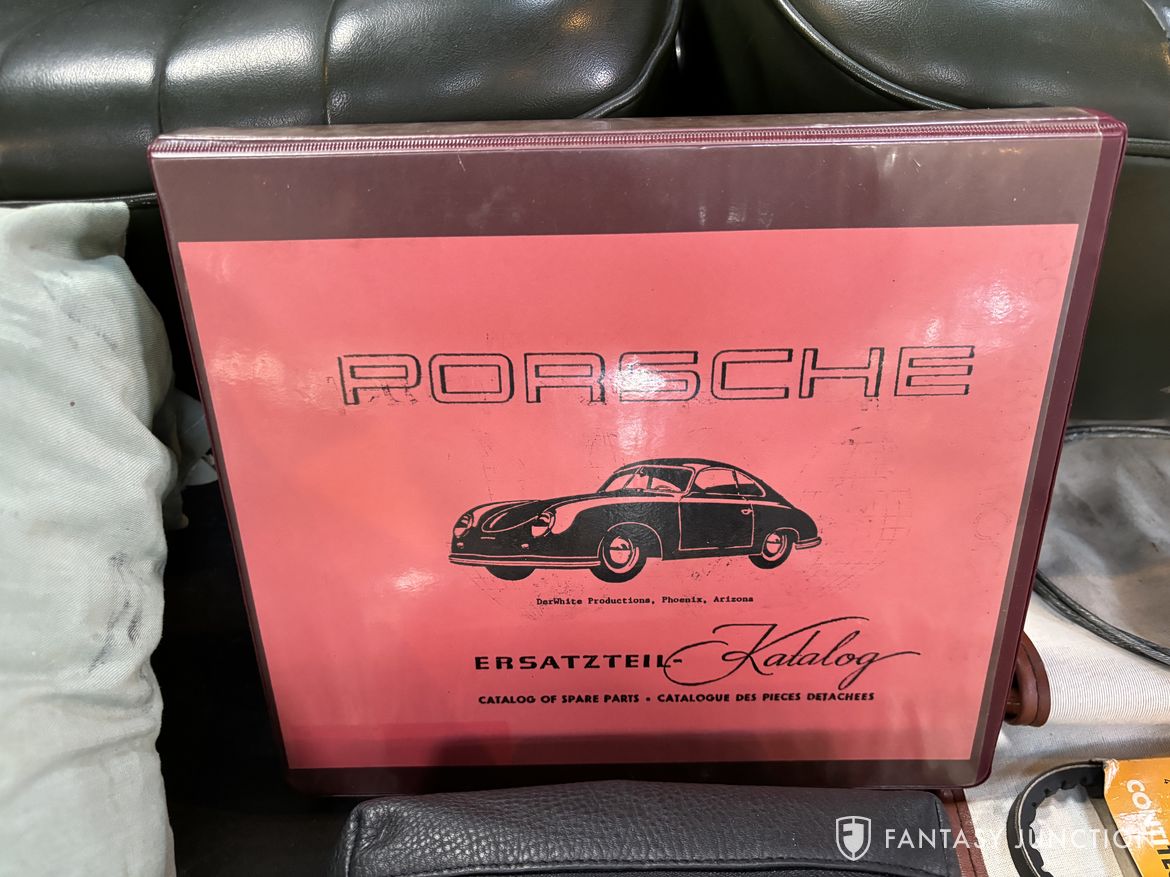 PORSCHE
DerWhite Productions, Phoenix, Arizona
ERSATZTEIL-Katalog
CATALOG OF SPARE PARTS • CATALOGUE DES PIECES DETACHEES
FANTASY JUNCTION